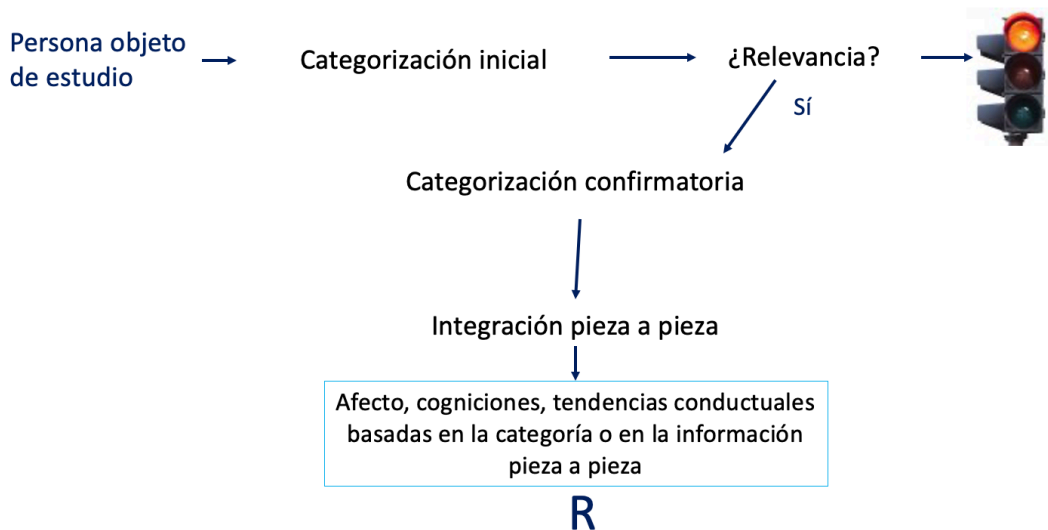 Persona objeto
de estudio
Categorización inicial
¿Relevancia?
Sí
Categorización confirmatoria
Integración pieza a pieza
Afecto, cogniciones, tendencias conductuales
basadas en la categoría o en la información
pieza a pieza
R